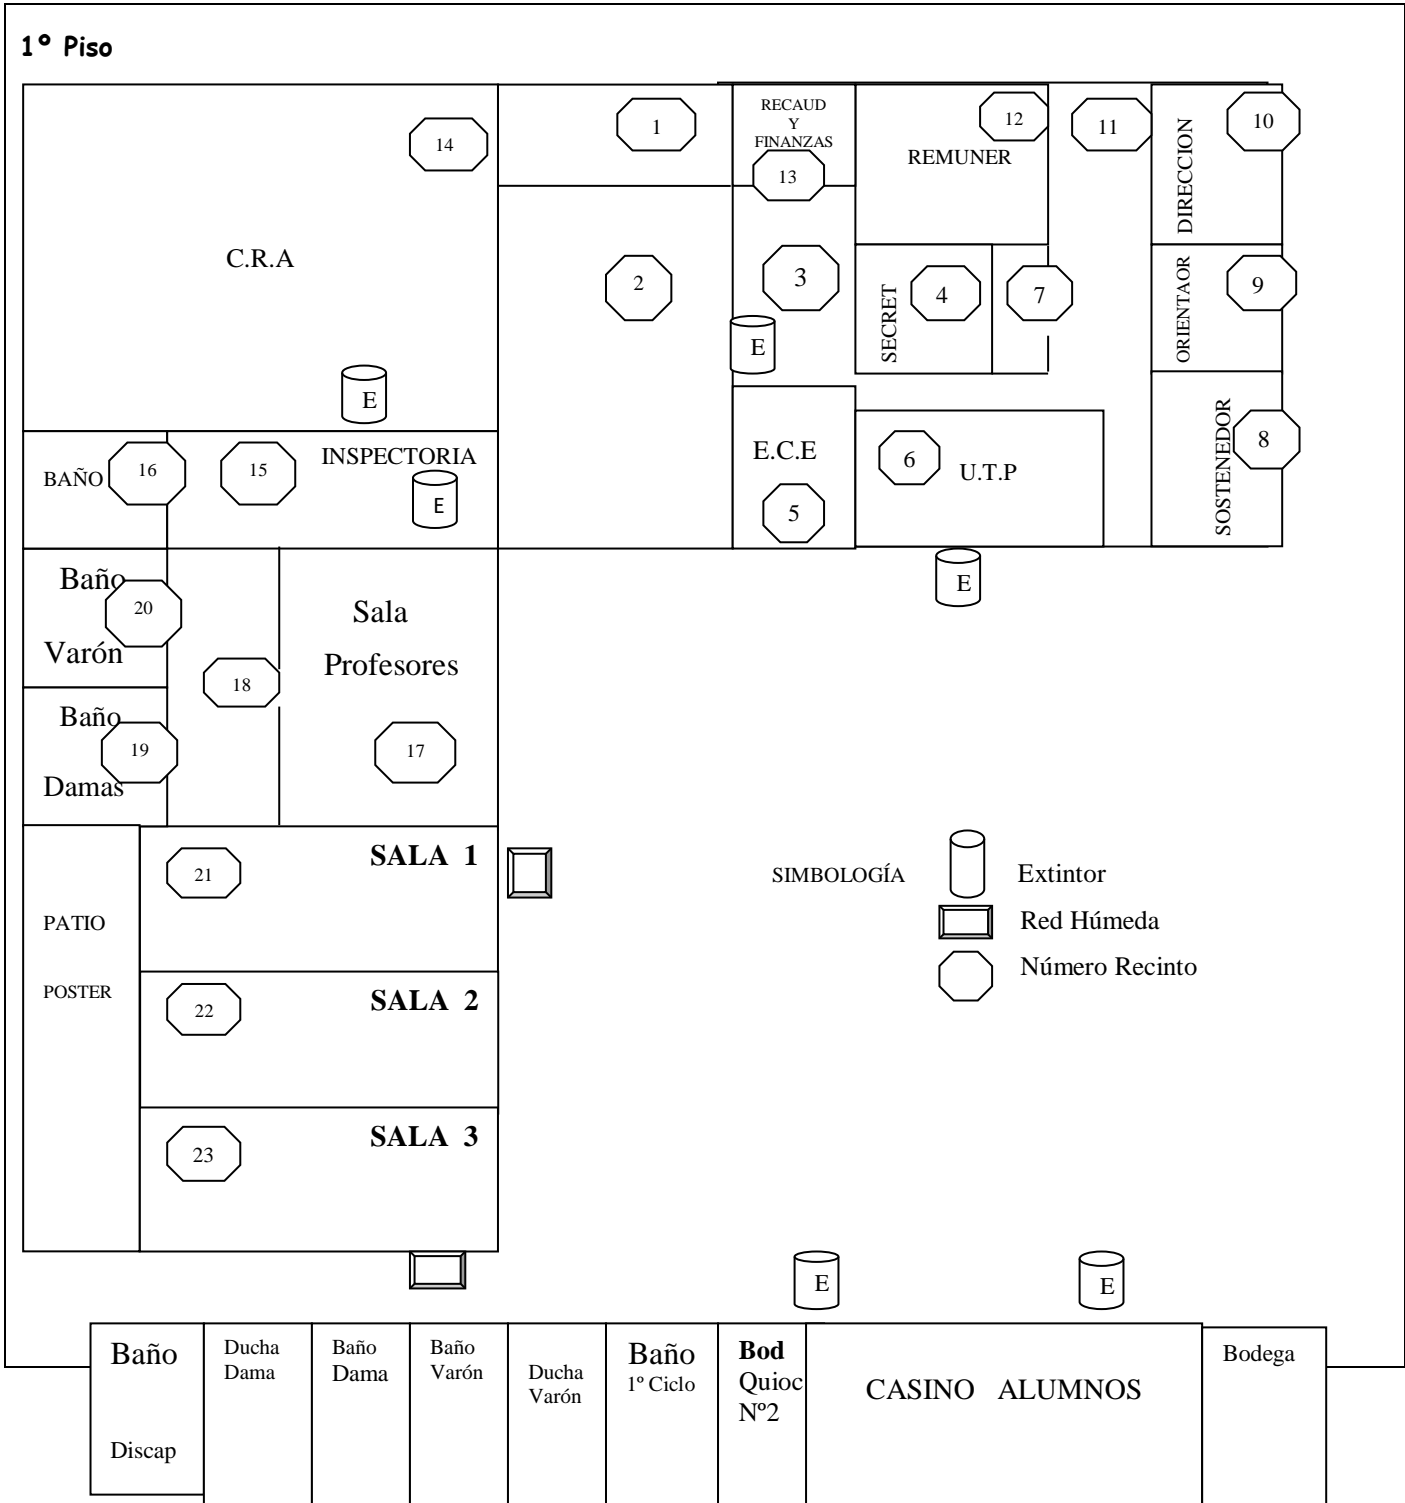 1º Piso
14
1
RECAUD
Y
FINANZAS
13
12
REMUNER
11
DIRECCION
10
C.R.A
2
3
SECRET
4
7
ORIENTAOR
9
E
E
BAÑO
16
15
INSPECTORIA
E
E.C.E
5
6
U.T.P
SOSTENEDOR
8
E
Baño
20
Varón
Sala
Profesores
18
Baño
19
Damas
17
SALA 1
21
SIMBOLOGÍA
Extintor
Red Húmeda
Número Recinto
PATIO
POSTER
SALA 2
22
SALA 3
23
E
E
Baño
Discap
Ducha
Dama
Baño
Dama
Baño
Varón
Ducha
Varón
Baño
1º Ciclo
Bod
Quioc
Nº2
CASINO ALUMNOS
Bodega